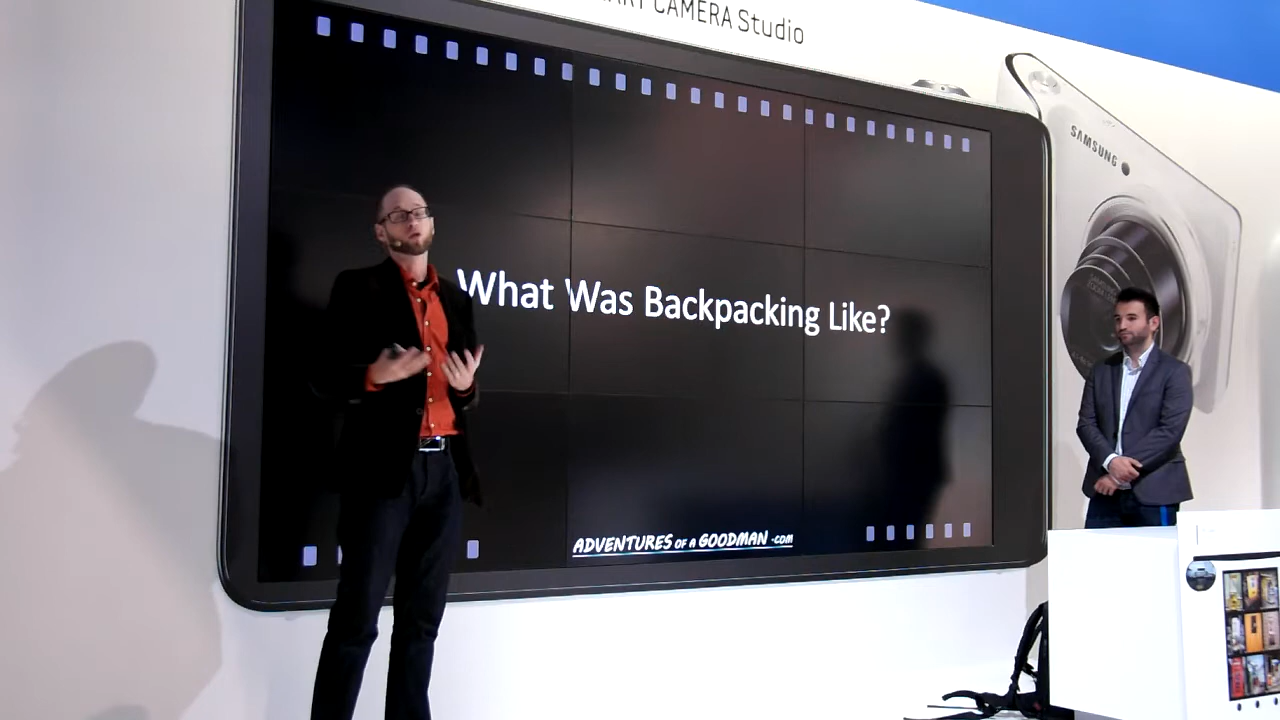 CAMERA Studio
SAMSUNG
What Was Backpacking Like?
ADVENTURES OF A GOODMAN .COM